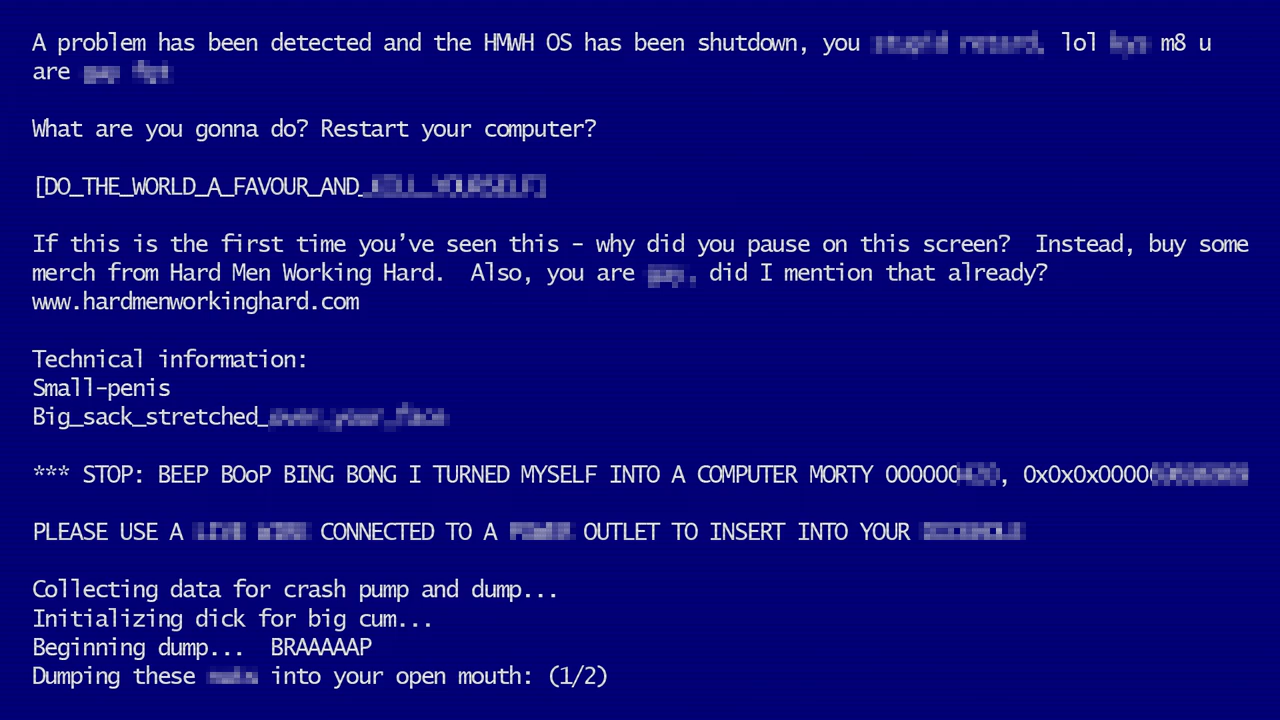 A problem has been detected and the HMWH OS has been shutdown, you lol m8 u
are
What are you gonna do? Restart your computer?
[DO_THE_WORLD_A_FAVOUR_AND_
If this is the first time you’ve seen this – why did you pause on this screen? Instead, buy some
merch from Hard Men Working Hard. Also, you are did I mention that already?
www.hardmenworkinghard.com
Technical information:
Small-penis
Big_sack_stretched_
*** STOP: BEEP BOoP BING BONG I TURNED MYSELF INTO A COMPUTER MORTY
PLEASE USE A CONNECTED TO A OUTLET TO INSERT INTO YOUR
Collecting data for crash pump and dump...
Initializing dick for big cum...
Beginning dump... BRAAAAAP
Dumping these into your open mouth: (1/2)